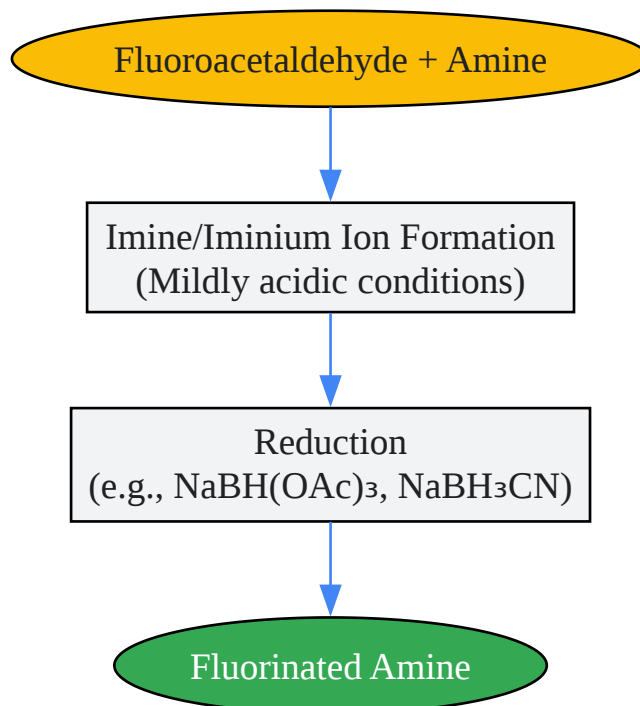 Fluoroacetaldehyde + Amine
Imine/Iminium Ion Formation
(Mildly acidic conditions)
Reduction
(e.g., NaBH(OAc)₃, NaBH₃CN)
Fluorinated Amine